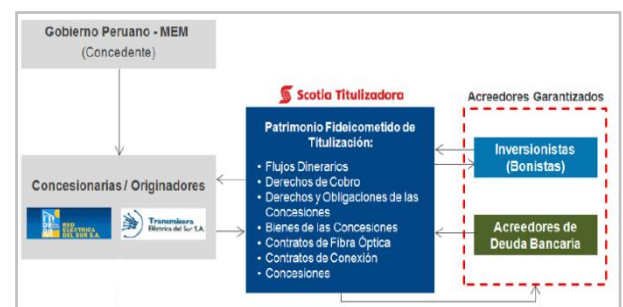 Gobierno Peruano - MEM
(Concedente)
Scotia Titulizadora
Acreedores Garantizados
Patrimonio Fideicometido de
Titulización:
• Flujos Dinerarios
• Derechos de Cobro
• Derechos y Obligaciones de las
Concesiones
• Bienes de las Concesiones
• Contratos de Fibra Óptica
• Contratos de Conexión
• Concesiones
Inversionistas
(Bonistas)
Acreedores de
Deuda Bancaria
Concesionarias / Originadores
RED
ELECTRICA
DEL SUR S.A.
Transmisora
Eléctrica del Sur S.A.